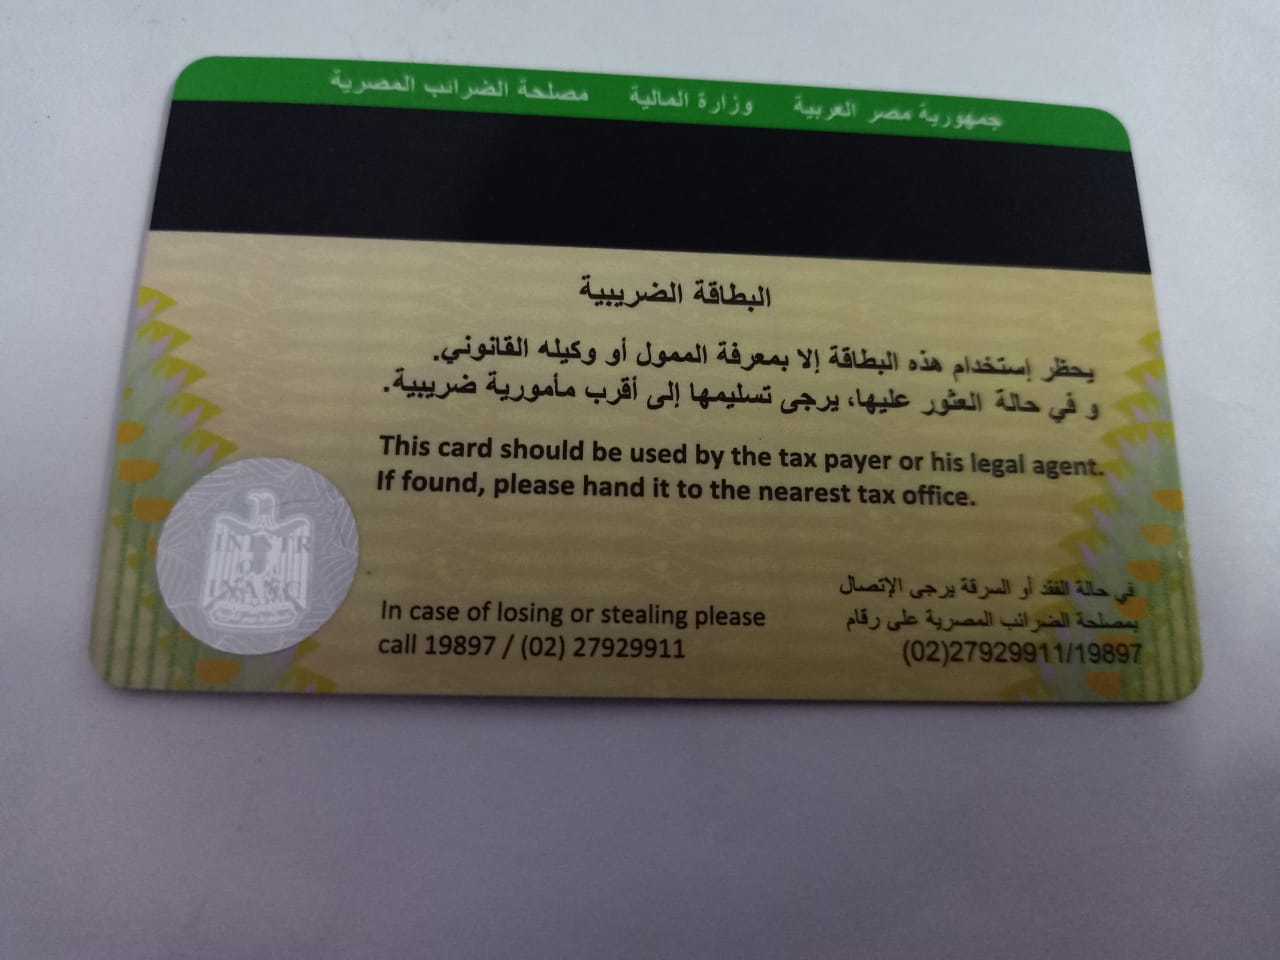 جمهورية مصر العربية وزارة المالية مصلحة الضرائب المصرية
البطاقة الضريبية
يحظر إستخدام هذه البطاقة إلا بمعرفة الممول أو وكيله القانوني.
و في حالة العثور عليها، يرجى تسليمها إلى أقرب مأمورية ضريبية.
This card should be used by the tax payer or his legal agent.
If found, please hand it to the nearest tax office.
في حالة الفقد أو السرقة يرجى الإتصال
بمصلحة الضرائب المصرية على رقام
(02)27929911/19897
In case of losing or stealing please
call 19897 / (02) 27929911